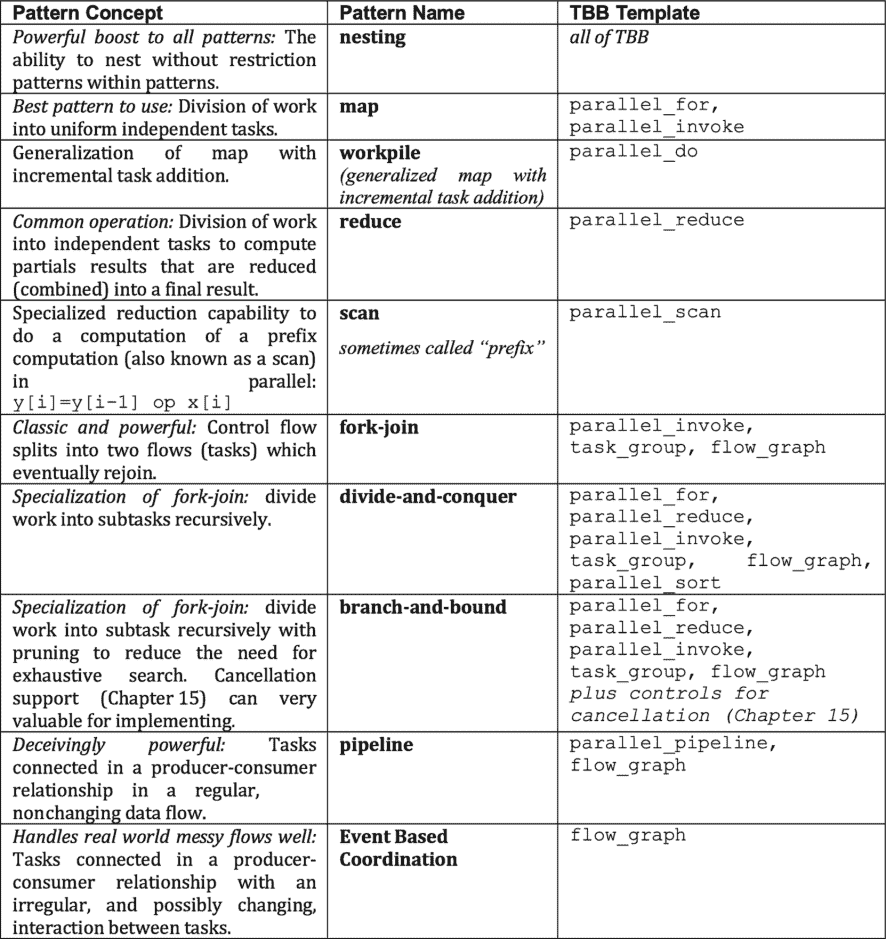 Pattern Concept
Pattern Name
TBB Template
Powerful boost to all patterns: The
ability to nest without restriction
patterns within patterns.
nesting
all of TBB
Best pattern to use: Division of work
into uniform independent tasks.
map
parallel_for,
parallel_invoke
Generalization of map with
incremental task addition.
workpile
(generalized map with
incremental task addition)
parallel_do
Common operation: Division of work
into independent tasks to compute
partials results that are reduced
(combined) into a final result.
reduce
parallel_reduce
Specialized reduction capability to
do a computation of a prefix
computation (also known as a scan)
in parallel:
y[i]=y[i-1] op x[i]
scan
sometimes called “prefix”
parallel_scan
Classic and powerful: Control flow
splits into two flows (tasks) which
eventually rejoin.
fork-join
parallel_invoke,
task_group, flow_graph
Specialization of fork-join: divide
work into subtasks recursively.
divide-and-conquer
parallel_for,
parallel_reduce,
parallel_invoke,
task_group, flow_graph,
parallel_sort
Specialization of fork-join: divide
work into subtask recursively with
pruning to reduce the need for
exhaustive search. Cancellation
support (Chapter 15) can very
valuable for implementing.
branch-and-bound
parallel_for,
parallel_reduce,
parallel_invoke,
task_group, flow_graph
plus controls for
cancellation (Chapter 15)
Deceivingly powerful: Tasks
connected in a producer-consumer
relationship in a regular,
nonchanging data flow.
pipeline
parallel_pipeline,
flow_graph
Handles real world messy flows well:
Tasks connected in a producer-
consumer relationship with an
irregular, and possibly changing,
interaction between tasks.
Event Based
Coordination
flow_graph